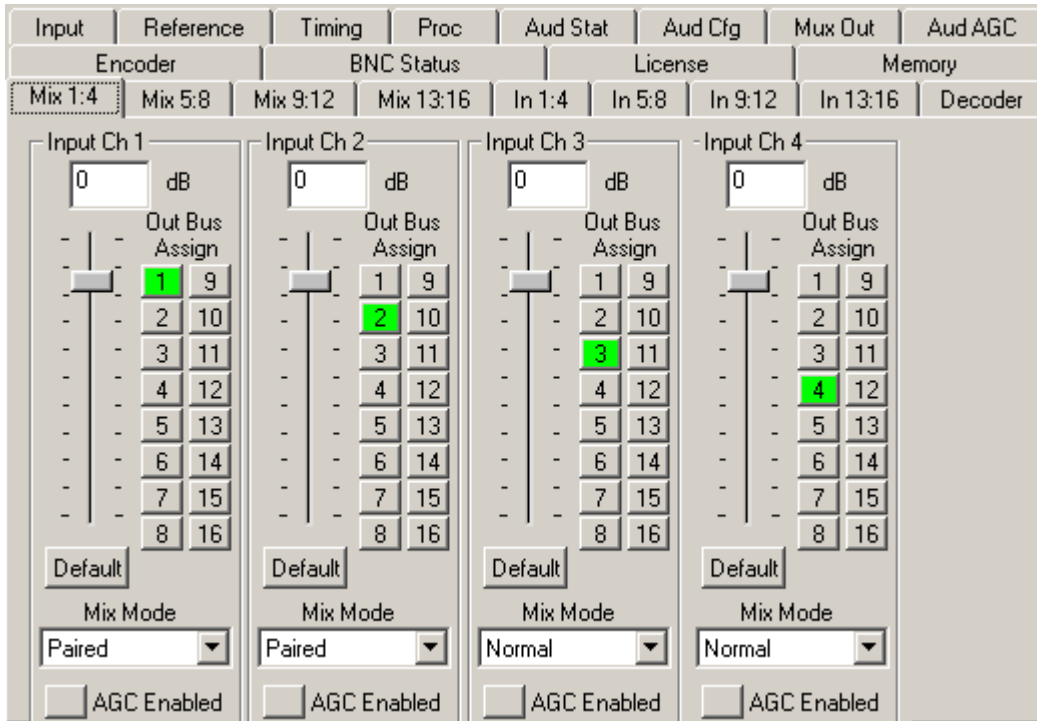 Input Reference Timing Proc Aud Stat Aud Cfg Mux Out Aud AGC
Encoder BNC Status License Memory
Mix 1:4 Mix 5:8 Mix 9:12 Mix 13:16 In 1:4 In 5:8 In 9:12 In 13:16 Decoder
Input Ch 1 Input Ch 2 Input Ch 3 Input Ch 4
0 dB 0 dB 0 dB 0 dB
Out Bus Out Bus Out Bus Out Bus
Assign Assign Assign Assign
1 9 1 9 1 9 1 9
2 10 2 10 2 10 2 10
3 11 3 11 3 11 3 11
4 12 4 12 4 12 4 12
5 13 5 13 5 13 5 13
6 14 6 14 6 14 6 14
7 15 7 15 7 15 7 15
8 16 8 16 8 16 8 16
Default Default Default Default
Mix Mode Mix Mode Mix Mode Mix Mode
Paired Paired Normal Normal
AGC Enabled AGC Enabled AGC Enabled AGC Enabled